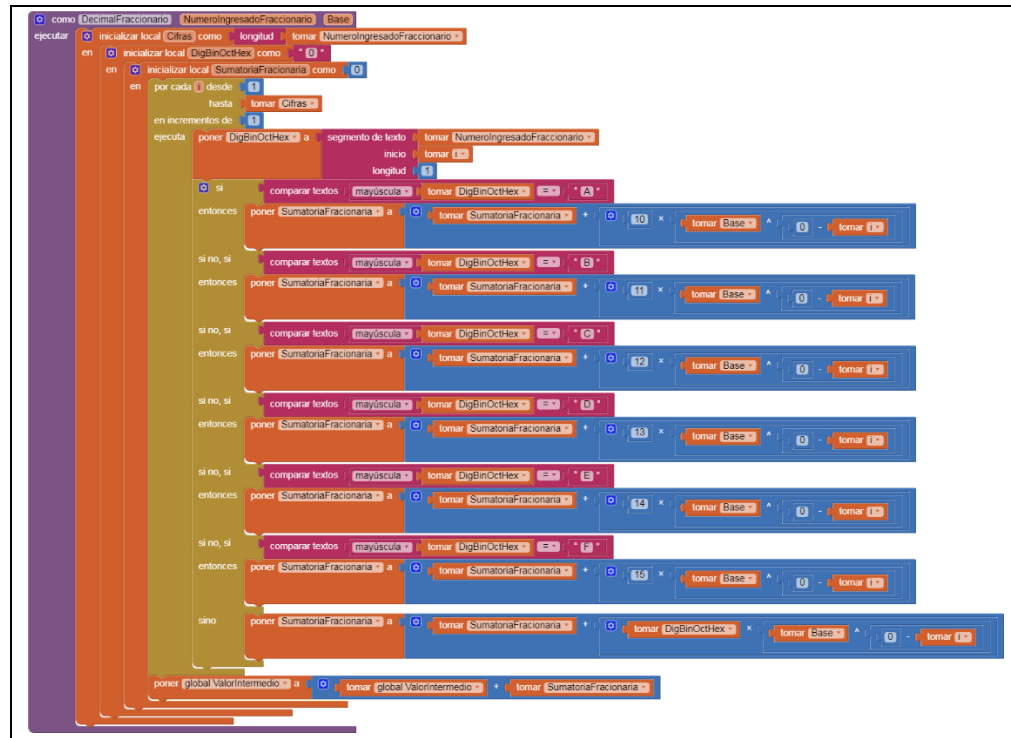 como DecimalFraccionario NumeroIngresadoFraccionario Base
ejecutar inicializar local Cifras como longitud tomar NumeroIngresadoFraccionario
en inicializar local DigBinOctHex como " 0 "
en inicializar local SumatoriaFracionaria como 0
en por cada i desde 1
hasta tomar Cifras
en incrementos de 1
ejecuta poner DigBinOctHex a segmento de texto tomar NumeroIngresadoFraccionario
inicio tomar i
longitud 1
si comparar textos mayúscula tomar DigBinOctHex = " A "
entonces poner SumatoriaFracionaria a tomar SumatoriaFracionaria + 10 × tomar Base ^ 0 - tomar i
si no, si comparar textos mayúscula tomar DigBinOctHex = " B "
entonces poner SumatoriaFracionaria a tomar SumatoriaFracionaria + 11 × tomar Base ^ 0 - tomar i
si no, si comparar textos mayúscula tomar DigBinOctHex = " C "
entonces poner SumatoriaFracionaria a tomar SumatoriaFracionaria + 12 × tomar Base ^ 0 - tomar i
si no, si comparar textos mayúscula tomar DigBinOctHex = " D "
entonces poner SumatoriaFracionaria a tomar SumatoriaFracionaria + 13 × tomar Base ^ 0 - tomar i
si no, si comparar textos mayúscula tomar DigBinOctHex = " E "
entonces poner SumatoriaFracionaria a tomar SumatoriaFracionaria + 14 × tomar Base ^ 0 - tomar i
si no, si comparar textos mayúscula tomar DigBinOctHex = " F "
entonces poner SumatoriaFracionaria a tomar SumatoriaFracionaria + 15 × tomar Base ^ 0 - tomar i
sino poner SumatoriaFracionaria a tomar SumatoriaFracionaria + tomar DigBinOctHex × tomar Base ^ 0 - tomar i
poner global ValorIntermedio a tomar global ValorIntermedio + tomar SumatoriaFracionaria